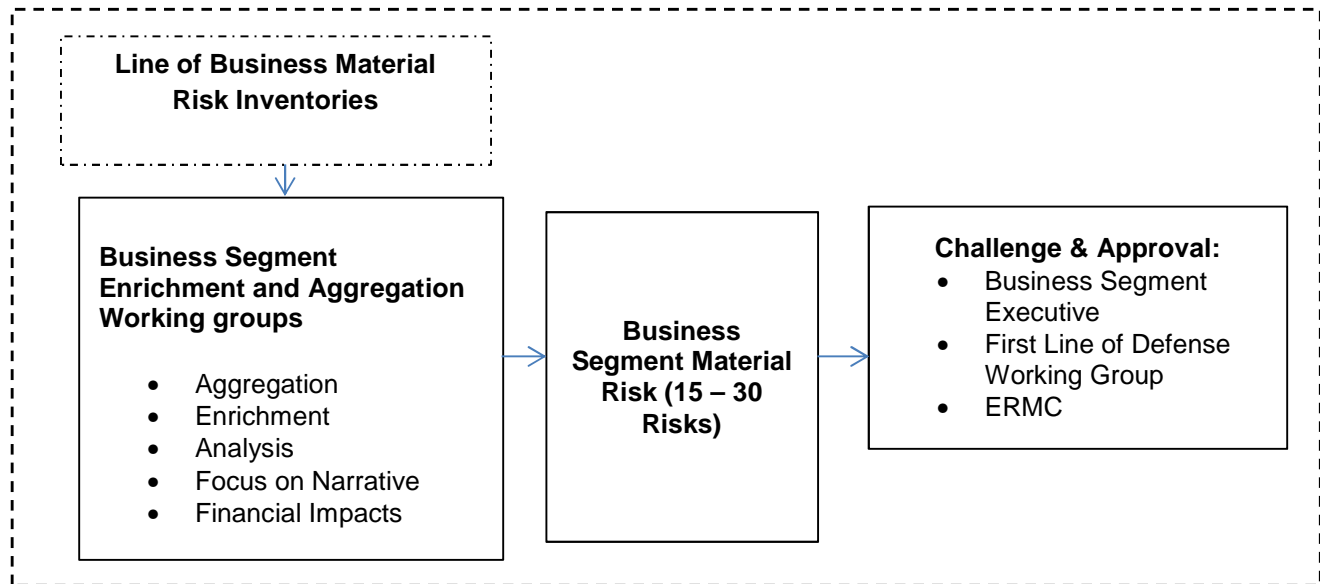 Line of Business Material
Risk Inventories
Business Segment
Enrichment and Aggregation
Working groups
• Aggregation
• Enrichment
• Analysis
• Focus on Narrative
• Financial Impacts
Business
Segment Material
Risk (15 – 30
Risks)
Challenge & Approval:
• Business Segment
Executive
• First Line of Defense
Working Group
• ERMC